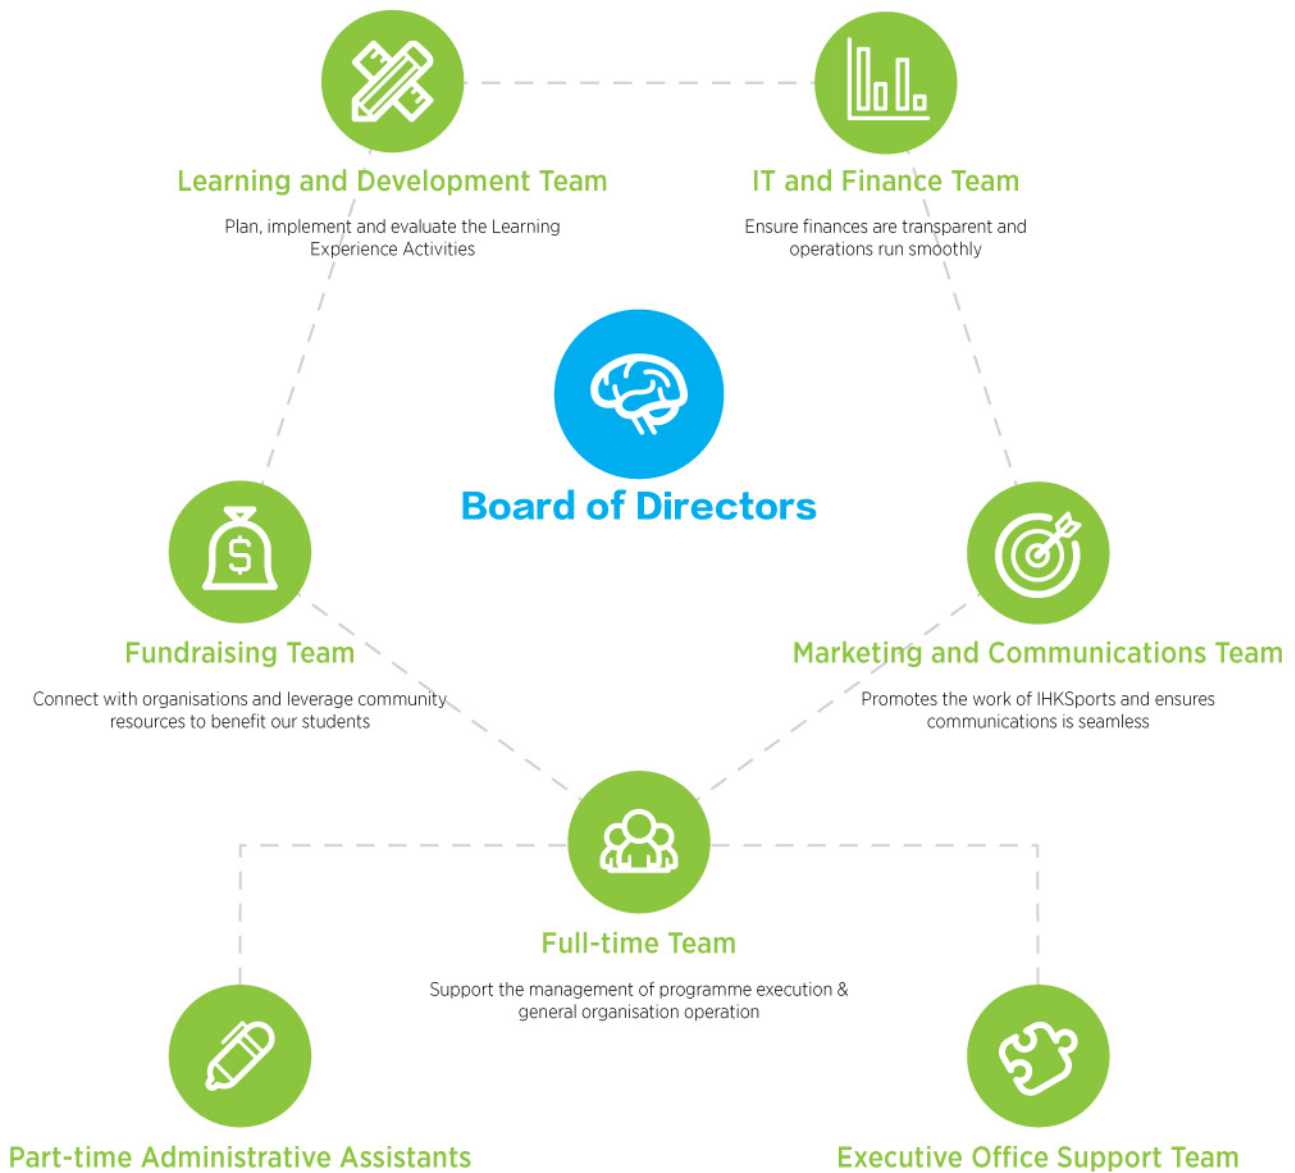 Learning and Development Team
Plan, implement and evaluate the Learning
Experience Activities
IT and Finance Team
Ensure finances are transparent and
operations run smoothly
Board of Directors
$
Fundraising Team
Connect with organisations and leverage community
resources to benefit our students
Marketing and Communications Team
Promotes the work of IHKSports and ensures
communications is seamless
Full-time Team
Support the management of programme execution &
general organisation operation
Part-time Administrative Assistants
Executive Office Support Team